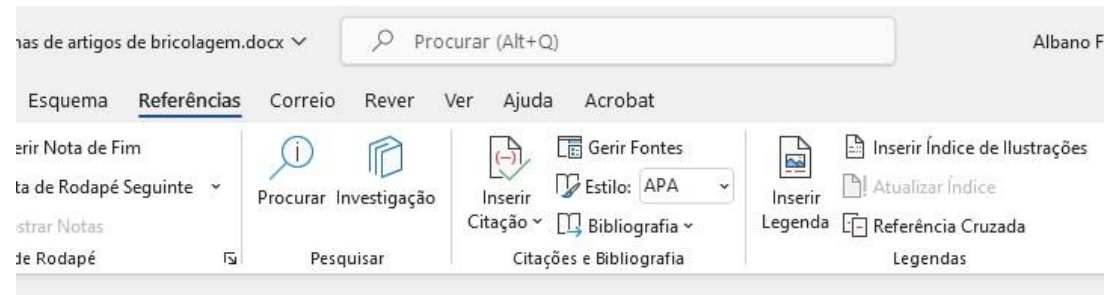 nas de artigos de bricolagem.docx
Procurar (Alt+Q)
Albano F
Esquema Referências Correio Rever Ver Ajuda Acrobat
erir Nota de Fim
ta de Rodapé Seguinte
strar Notas
de Rodapé
Procurar Investigação
Pesquisar
Inserir Citação
Gerir Fontes
Estilo: APA
Bibliografia
Citações e Bibliografia
Inserir Legenda
Inserir Índice de Ilustrações
Atualizar Índice
Referência Cruzada
Legendas